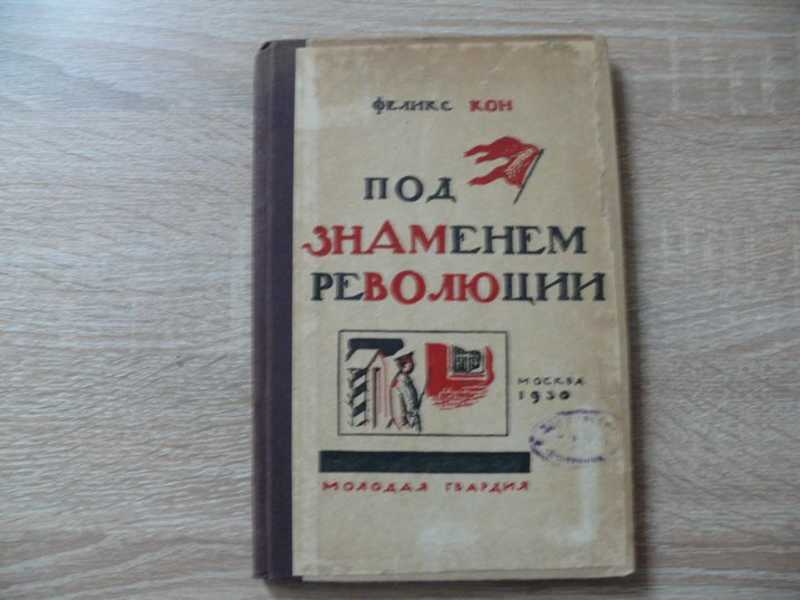 ФЕЛИКС КОН
ПОД
ЗНАМЕНЕМ
РЕВОЛЮЦИИ
МОСКВА
1930
МОЛОДАЯ ГВАРДИЯ